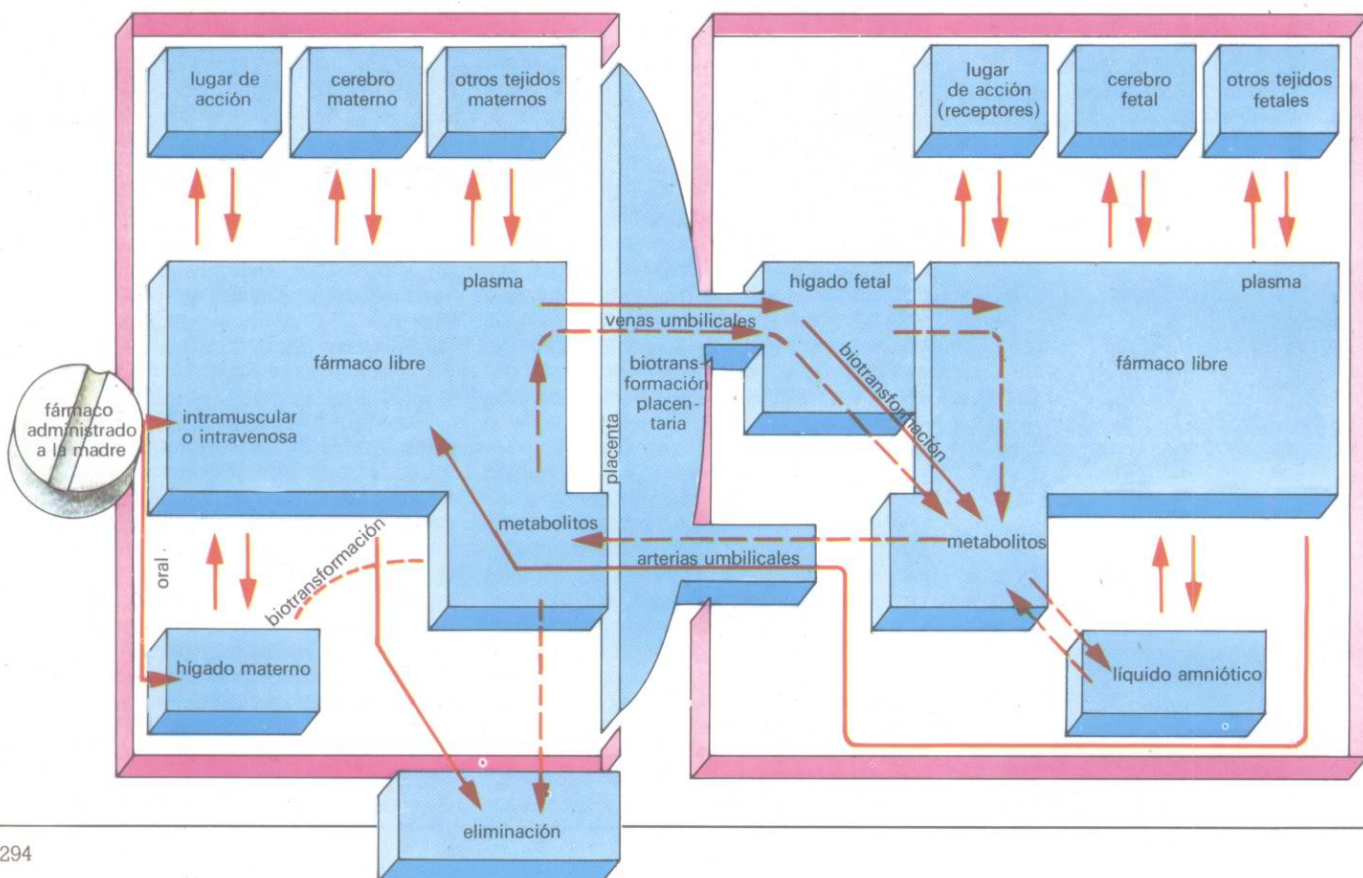 lugar de
acción
cerebro
materno
otros tejidos
maternos
plasma
fármaco libre
fármaco
administrado
a la madre
intramuscular
o intravenosa
oral
biotransformación
hígado materno
metabolitos
eliminación
placenta
venas umbilicales
biotrans-
formación
placen-
taria
arterias umbilicales
lugar
de acción
(receptores)
cerebro
fetal
otros tejidos
fetales
hígado fetal
plasma
fármaco libre
biotransformación
metabolitos
líquido amniótico
294